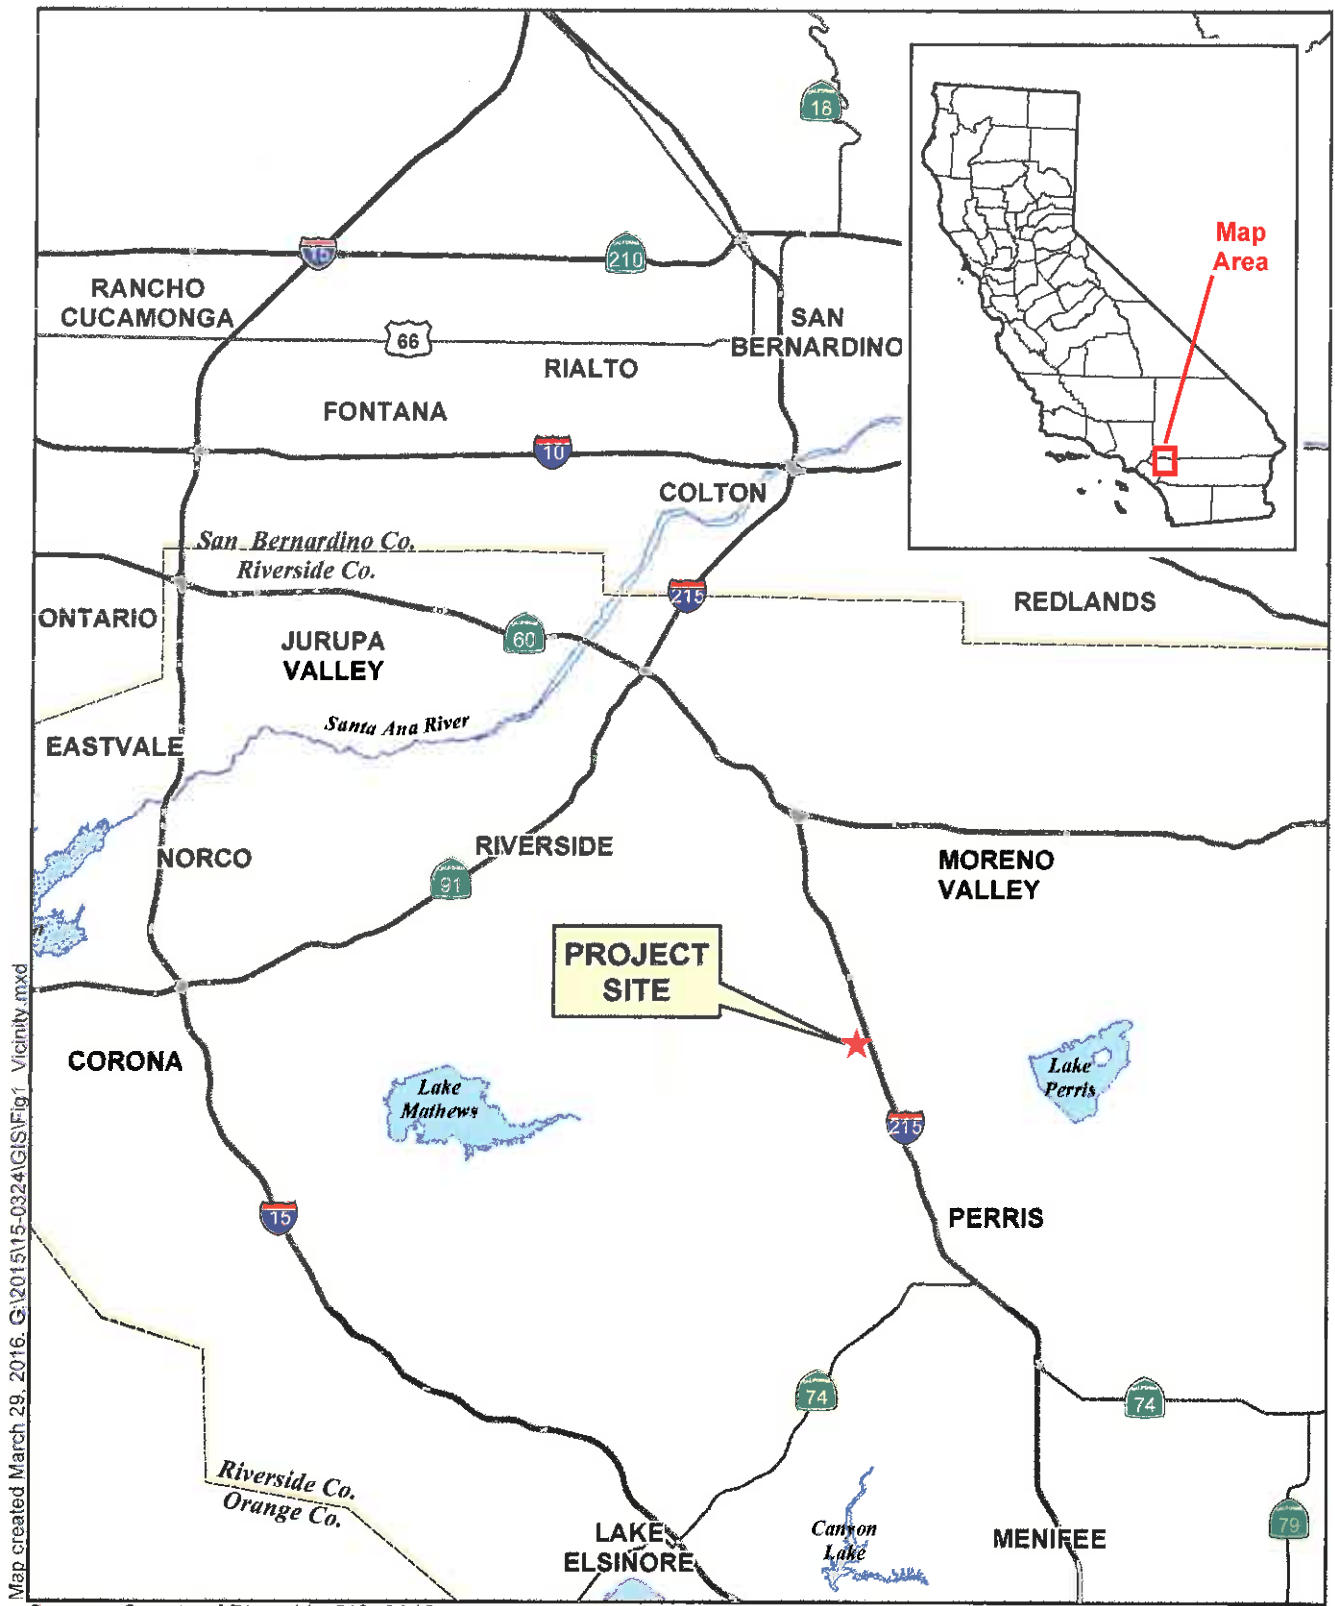 18
Map
Area
15
210
RANCHO
CUCAMONGA
66
SAN
BERNARDINO
RIALTO
FONTANA
10
COLTON
San Bernardino Co.
Riverside Co.
215
REDLANDS
ONTARIO
60
JURUPA
VALLEY
Santa Ana River
EASTVALE
NORCO
RIVERSIDE
91
MORENO
VALLEY
PROJECT
SITE
CORONA
Lake
Mathews
Lake
Perris
215
15
PERRIS
74
74
Riverside Co.
Orange Co.
79
LAKE
ELSINORE
Canyon
Lake
MENIFEE
Map created March 29, 2016. G:\2015\15-0324\GIS\Fig1_Vicinity.mxd